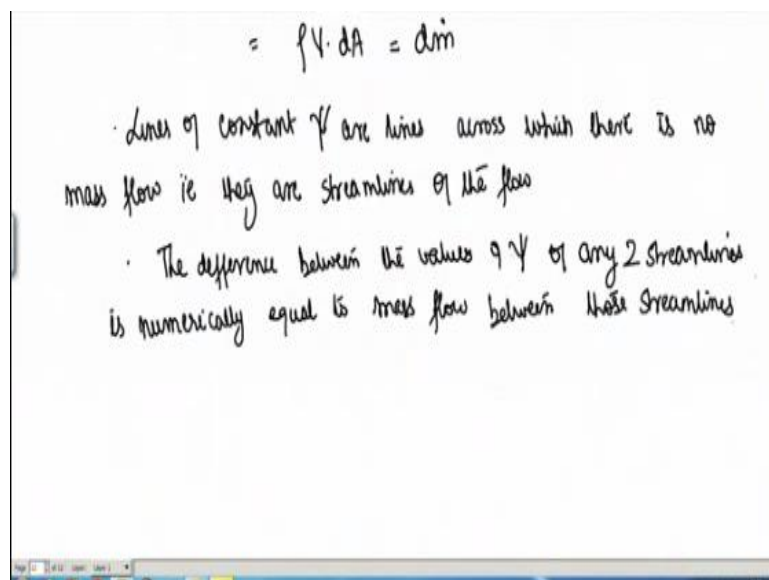 = ρV·dA = dṁ
· Lines of constant ψ are lines across which there is no
mass flow ie they are streamlines of the flow
· The difference between the values of ψ of any 2 streamlines
is numerically equal to mass flow between those streamlines